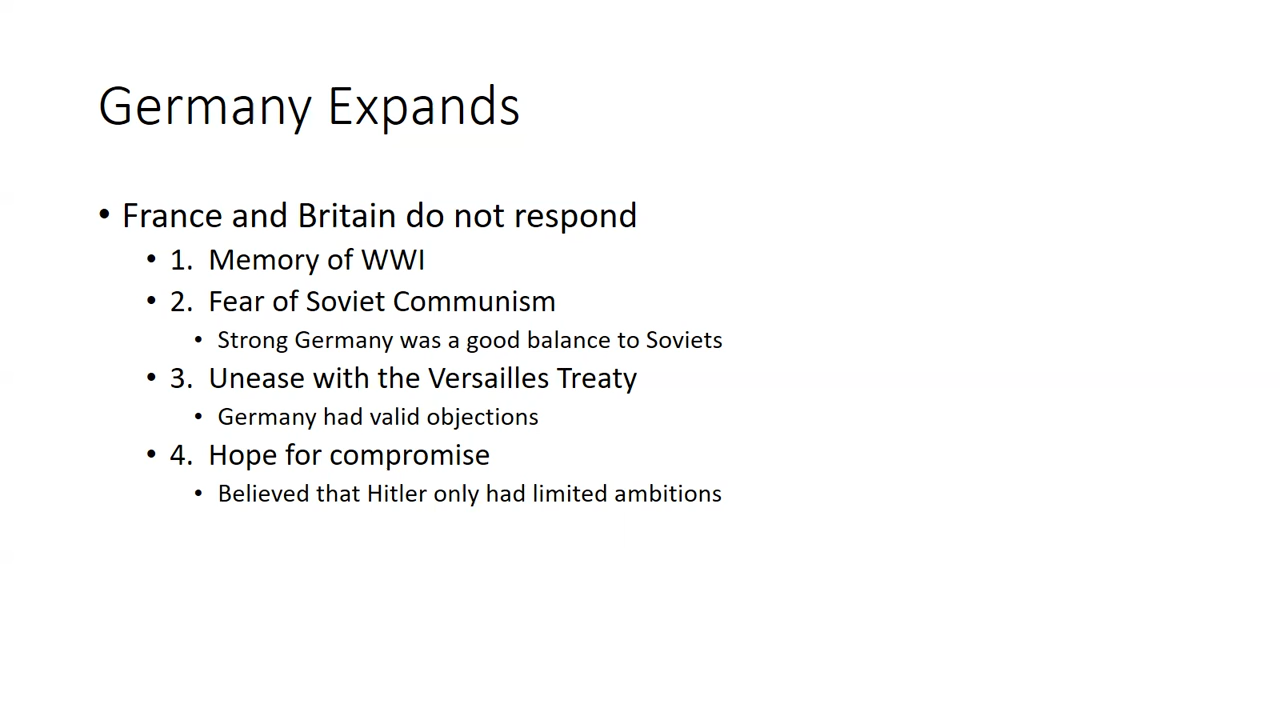 Germany Expands
• France and Britain do not respond
• 1. Memory of WWI
• 2. Fear of Soviet Communism
• Strong Germany was a good balance to Soviets
• 3. Unease with the Versailles Treaty
• Germany had valid objections
• 4. Hope for compromise
• Believed that Hitler only had limited ambitions